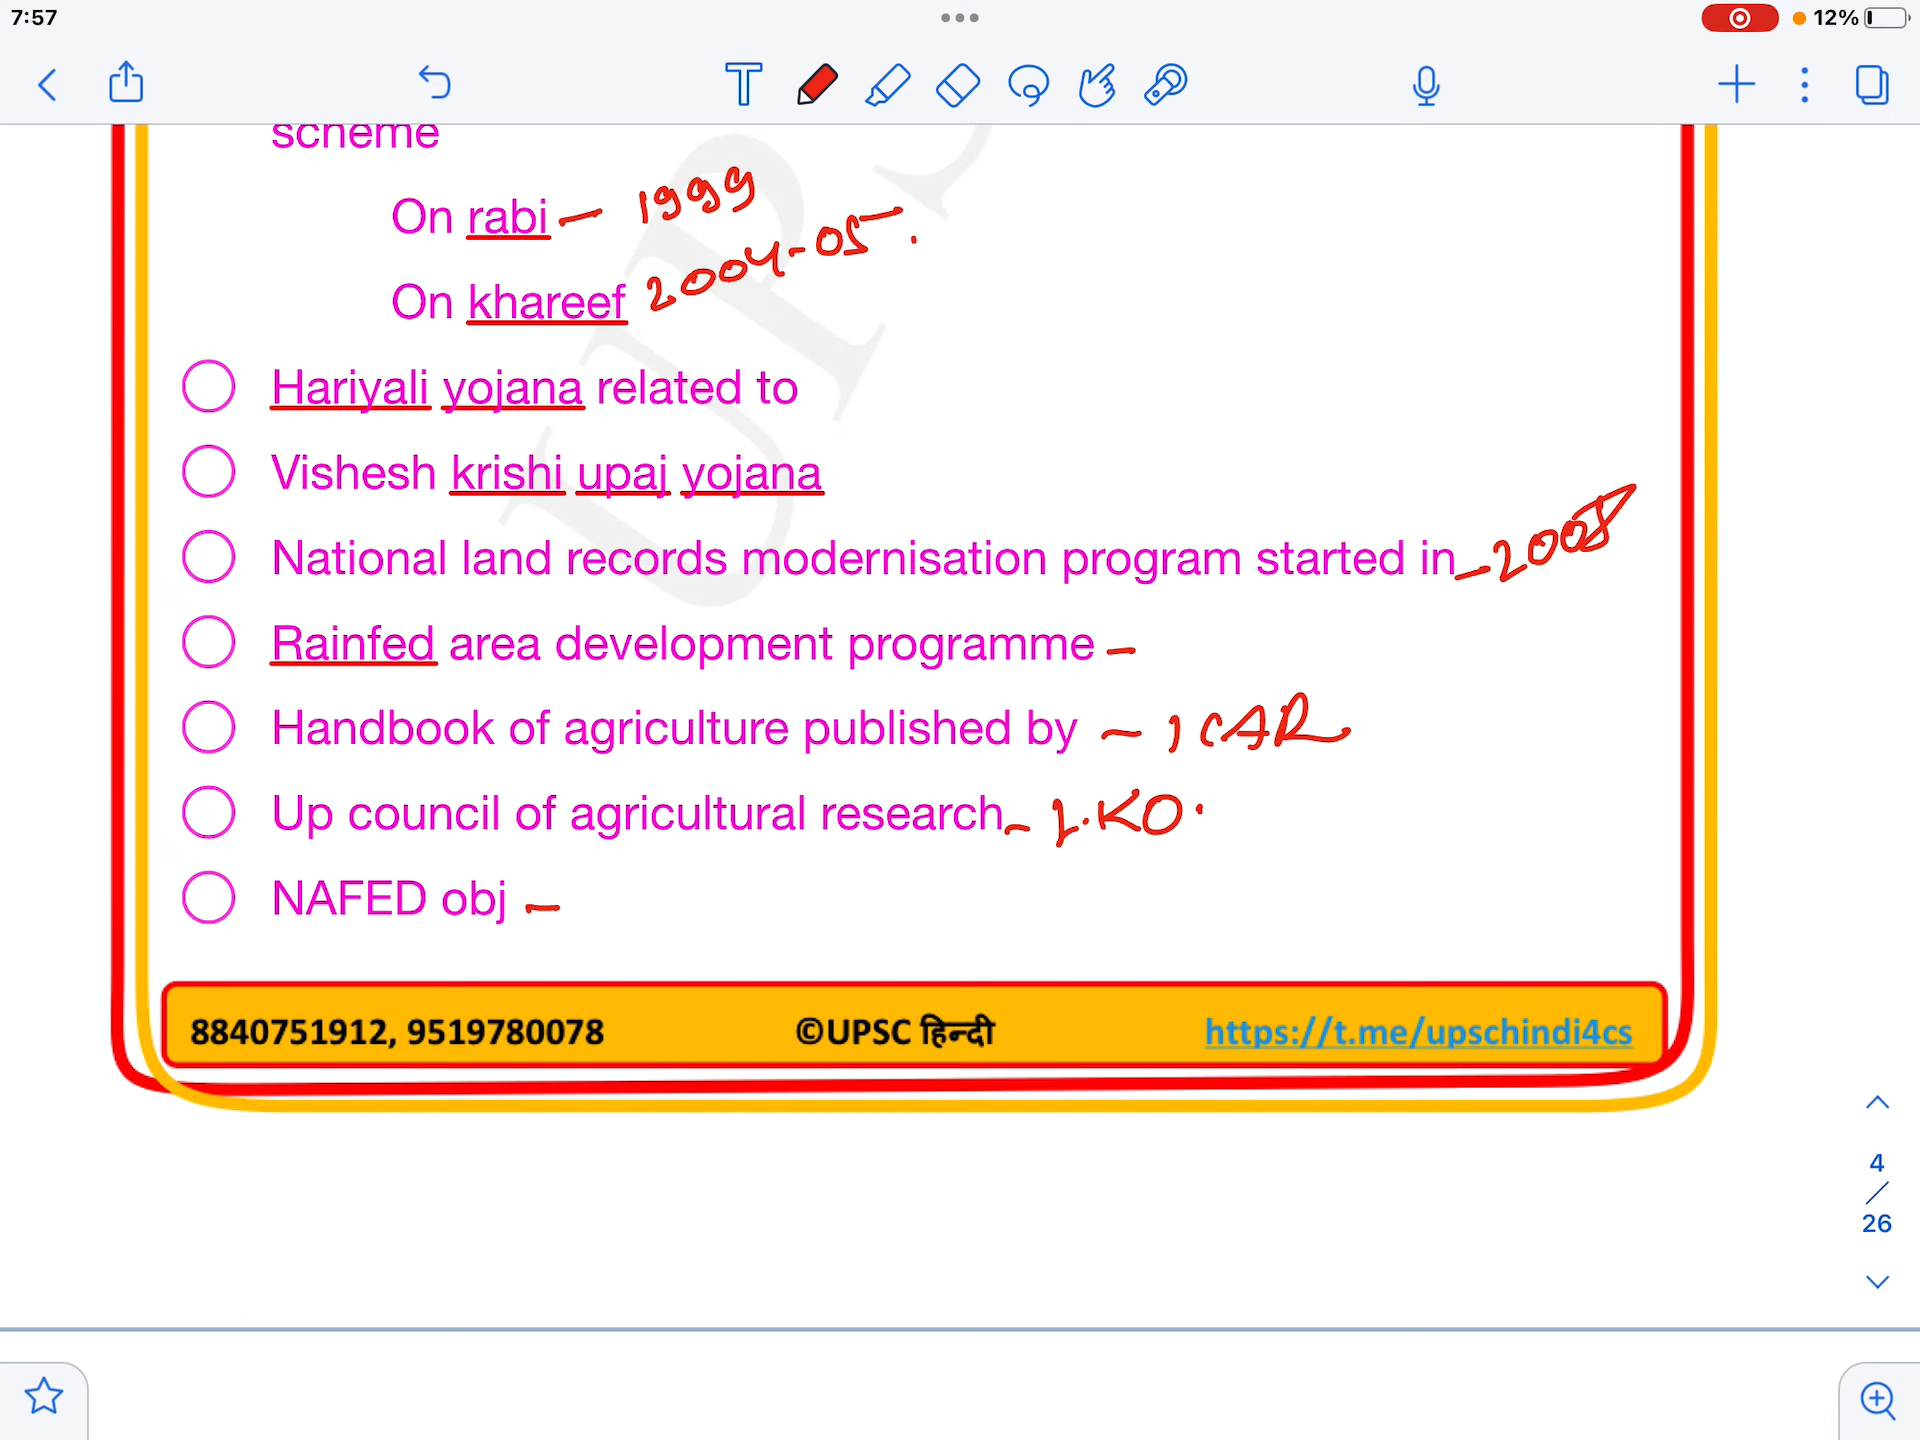 7:57
12%
scheme
On rabi - 1999
On khareef 2004-05.
Hariyali yojana related to
Vishesh krishi upaj yojana
National land records modernisation program started in - 2008
Rainfed area development programme -
Handbook of agriculture published by - ICAR
Up council of agricultural research - LKO.
NAFED obj -
8840751912, 9519780078 ©UPSC हिन्दी https://t.me/upschindi4cs
4
/
26